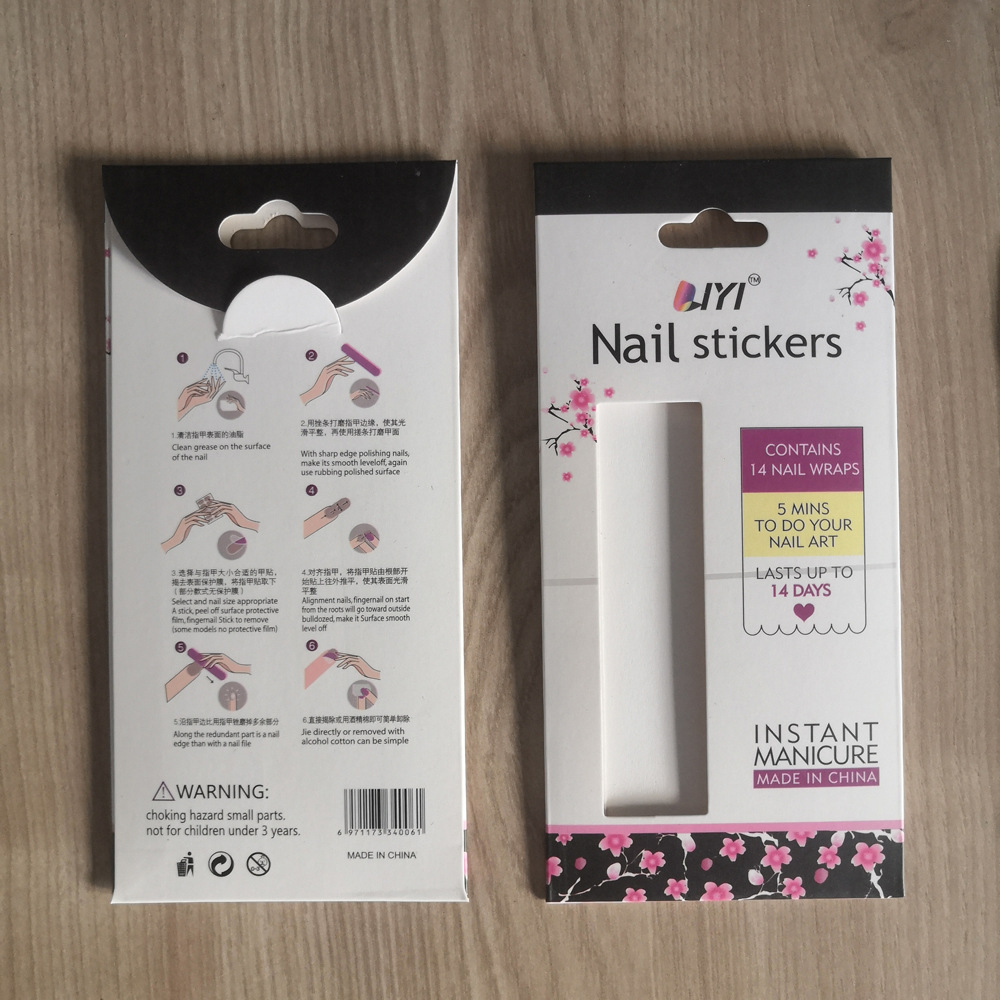 1
2
1.清洁指甲表面的油脂
Clean grease on the surface
of the nail
2.用挫条打磨指甲边缘，使其光
滑平整，再使用搓条打磨甲面
With sharp edge polishing nails,
make its smooth leveloff, again
use rubbing polished surface
3
4
3.选择与指甲大小合适的甲贴，
揭去表面保护膜，将指甲贴取下
（部分款式无保护膜）
Select and nail size appropriate
A stick, peel off surface protective
film, fingernail Stick to remove
(some models no protective film)
4.对齐指甲，将指甲贴由根部开
始贴上往外推平，使其表面光滑
平整
Alignment nails, fingernail on start
from the roots will go toward outside
bulldozed, make it Surface smooth
level off
5
6
5.沿指甲边比用指甲锉磨掉多余部分
Along the redundant part is a nail
edge than with a nail file
6.直接揭除或用酒精棉即可简单卸除
Jie directly or removed with
alcohol cotton can be simple
WARNING:
choking hazard small parts.
not for children under 3 years.
6 971173 340061
MADE IN CHINA
LIYI TM
Nail stickers
CONTAINS
14 NAIL WRAPS
5 MINS
TO DO YOUR
NAIL ART
LASTS UP TO
14 DAYS
INSTANT
MANICURE
MADE IN CHINA